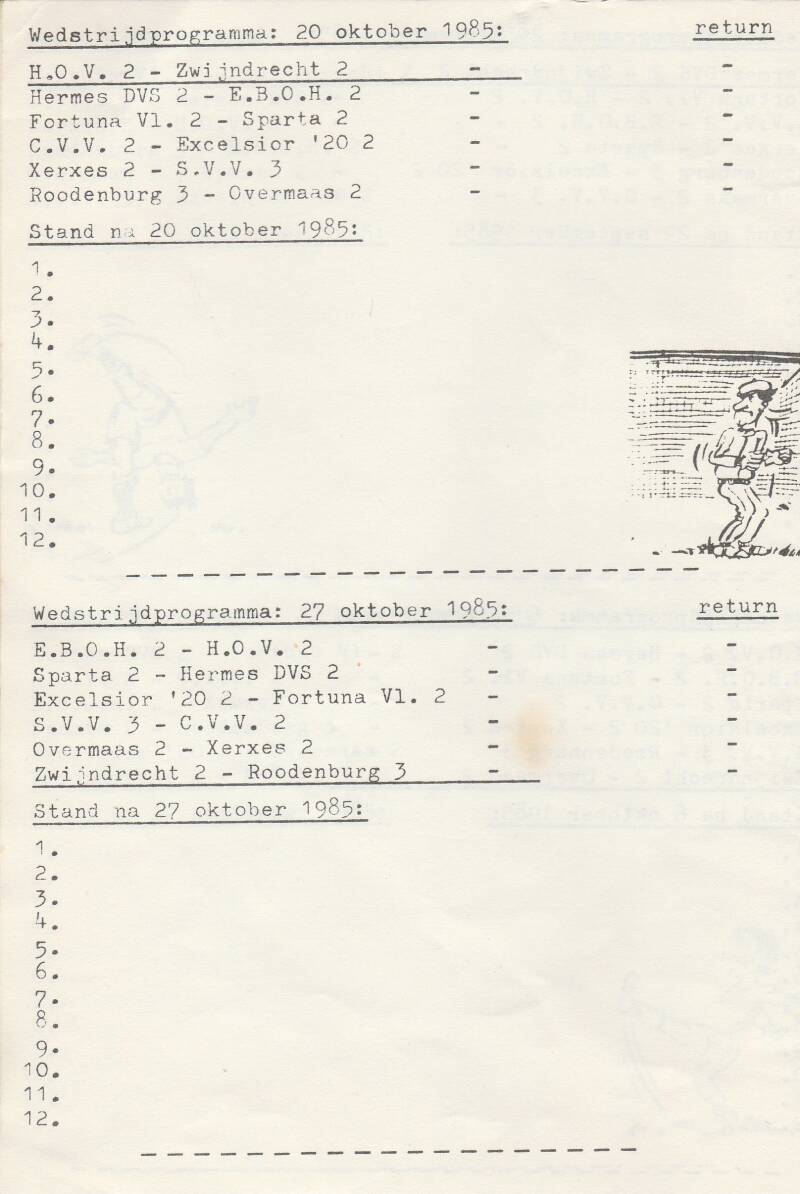 Wedstrijdprogramma: 20 oktober 1985: return
H.O.V. 2 - Zwijndrecht 2 - -
Hermes DVS 2 - E.B.O.H. 2 - -
Fortuna Vl. 2 - Sparta 2 - -
C.V.V. 2 - Excelsior '20 2 - -
Xerxes 2 - S.V.V. 3 - -
Roodenburg 3 - Overmaas 2 - -
Stand na 20 oktober 1985:
1.
2.
3.
4.
5.
6.
7.
8.
9.
10.
11.
12.
Wedstrijdprogramma: 27 oktober 1985: return
E.B.O.H. 2 - H.O.V. 2 - -
Sparta 2 - Hermes DVS 2 - -
Excelsior '20 2 - Fortuna Vl. 2 - -
S.V.V. 3 - C.V.V. 2 - -
Overmaas 2 - Xerxes 2 - -
Zwijndrecht 2 - Roodenburg 3 - -
Stand na 27 oktober 1985:
1.
2.
3.
4.
5.
6.
7.
8.
9.
10.
11.
12.